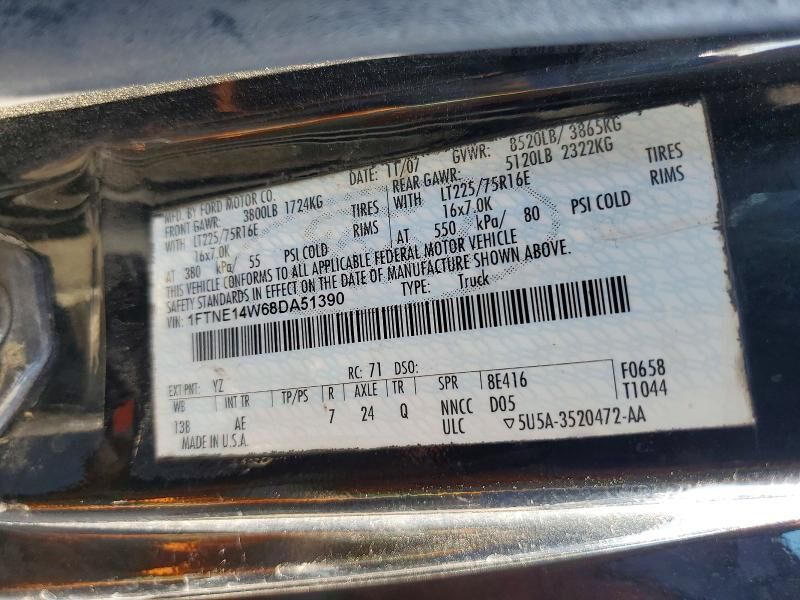 MFD. BY FORD MOTOR CO.
DATE: 11/07 GVWR: 8520LB/ 3865KG
FRONT GAWR: 3800LB 1724KG
REAR GAWR: 5120LB 2322KG
WITH LT225/75R16E TIRES
WITH LT225/75R16E TIRES
16x7.0K RIMS
16x7.0K RIMS
AT 380 kPa/ 55 PSI COLD
AT 550 kPa/ 80 PSI COLD
THIS VEHICLE CONFORMS TO ALL APPLICABLE FEDERAL MOTOR VEHICLE
SAFETY STANDARDS IN EFFECT ON THE DATE OF MANUFACTURE SHOWN ABOVE.
VIN: 1FTNE14W68DA51390
TYPE: Truck
EXT PNT: YZ RC: 71 DSO:
WB INT TR TP/PS R AXLE TR SPR 8E416 F0658
138 AE 7 24 Q NNCC D05 T1044
MADE IN U.S.A. ULC ▽5U5A-3520472-AA